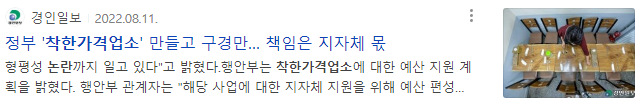 경인일보
경인일보 2022.08.11.
정부 '착한가격업소' 만들고 구경만... 책임은 지자체 몫
형평성 논란까지 일고 있다"고 밝혔다.행안부는 착한가격업소에 대한 예산 지원 계
획을 밝혔다. 행안부 관계자는 "해당 사업에 대한 지자체 지원을 위해 예산 편성...